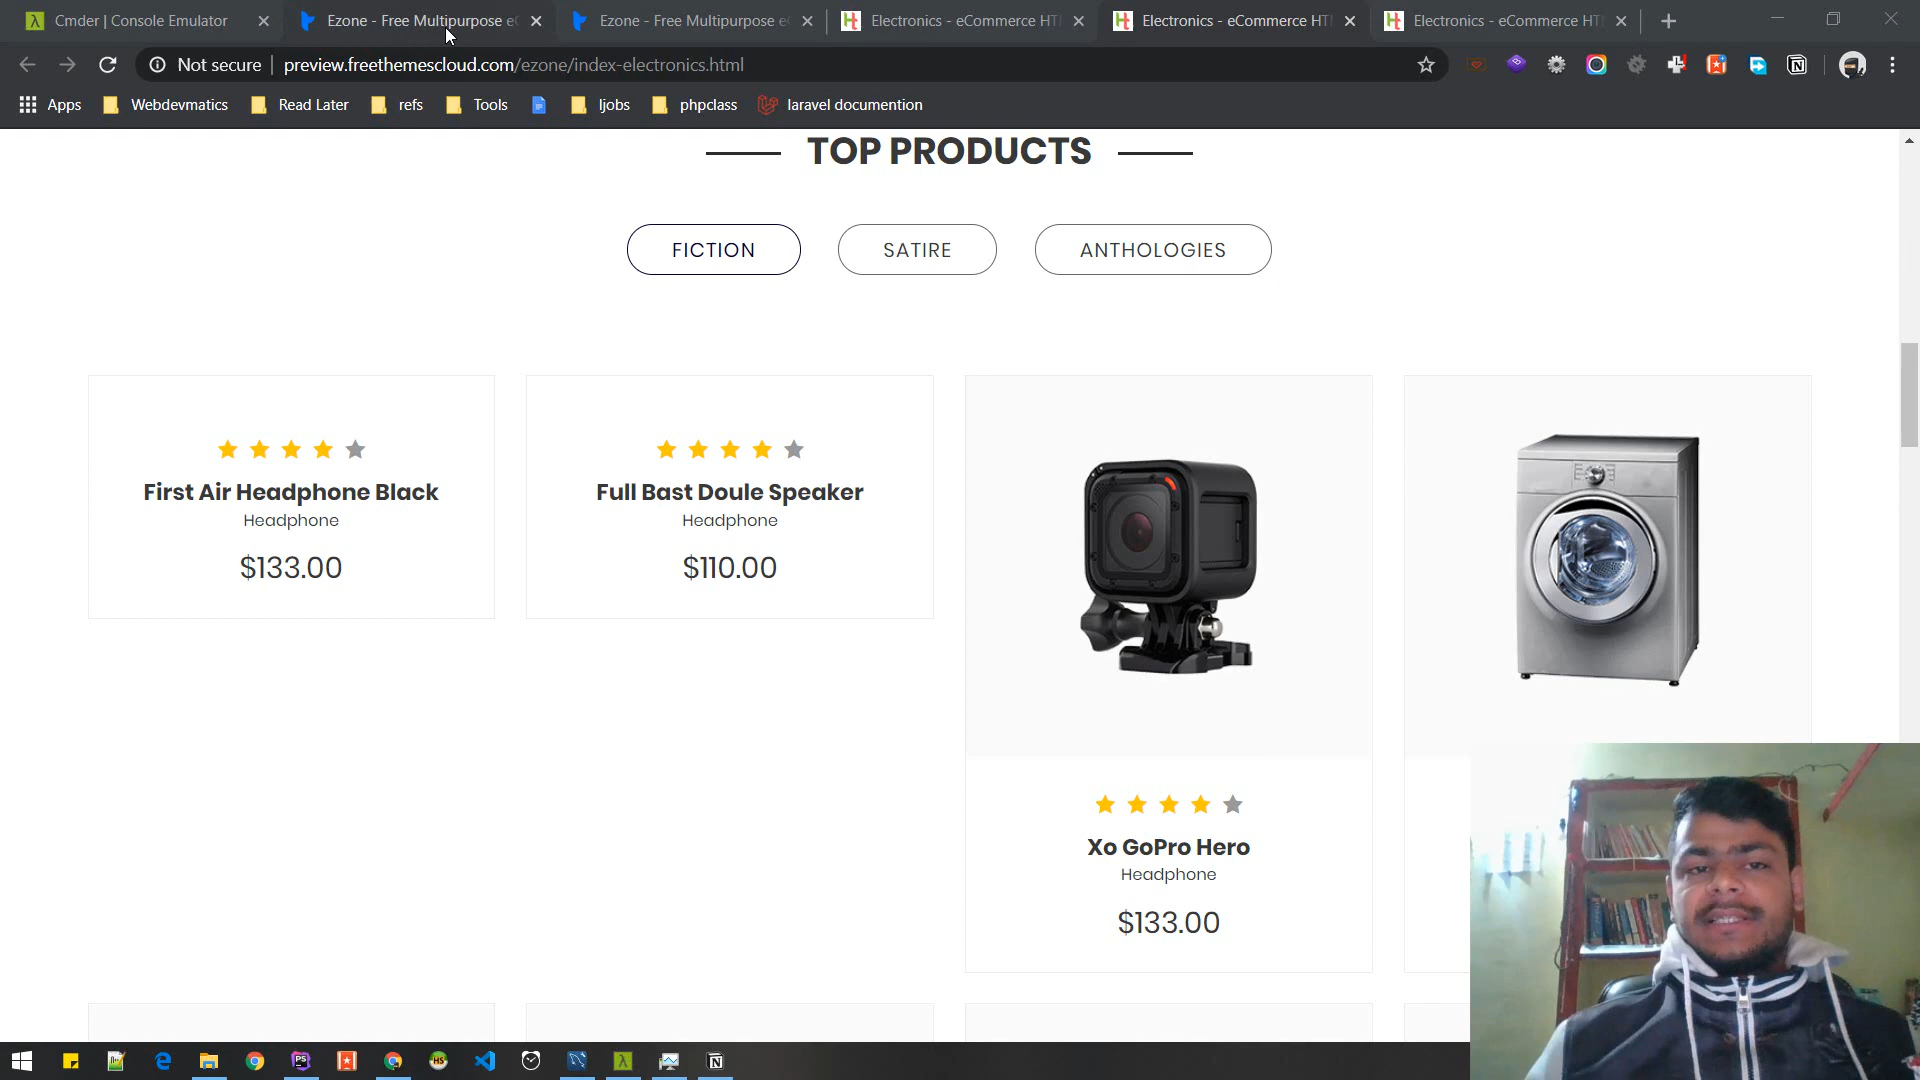 Cmder | Console Emulator
Ezone - Free Multipurpose e
Ezone - Free Multipurpose e
Electronics - eCommerce HT
Electronics - eCommerce HT
Electronics - eCommerce HT
Not secure | preview.freethemescloud.com/ezone/index-electronics.html
Apps Webdevmatics Read Later refs Tools ljobs phpclass laravel documention
TOP PRODUCTS
FICTION SATIRE ANTHOLOGIES
First Air Headphone Black
Headphone
$133.00
Full Bast Doule Speaker
Headphone
$110.00
Xo GoPro Hero
Headphone
$133.00